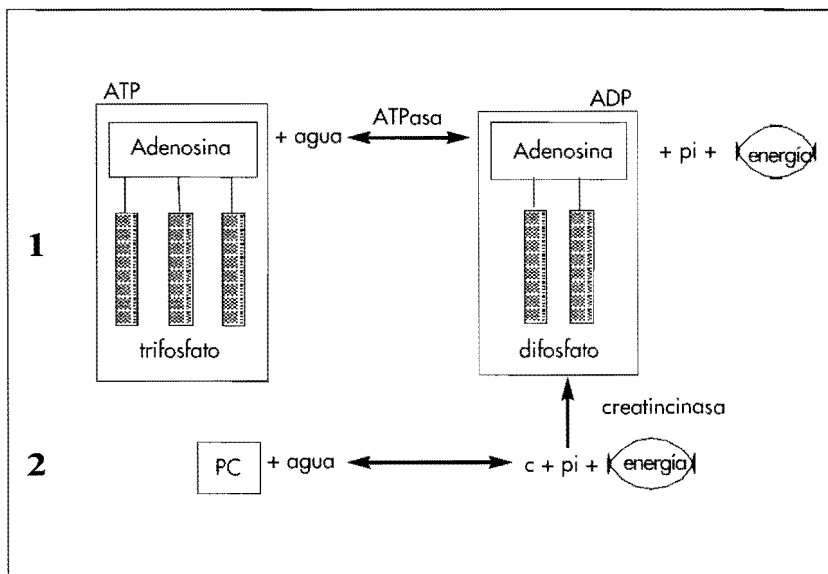 ATP
Adenosina
trifosfato
+ agua
ATPasa
ADP
Adenosina
difosfato
+ pi +
energía
1
creatincinasa
2
PC
+ agua
c + pi +
energía